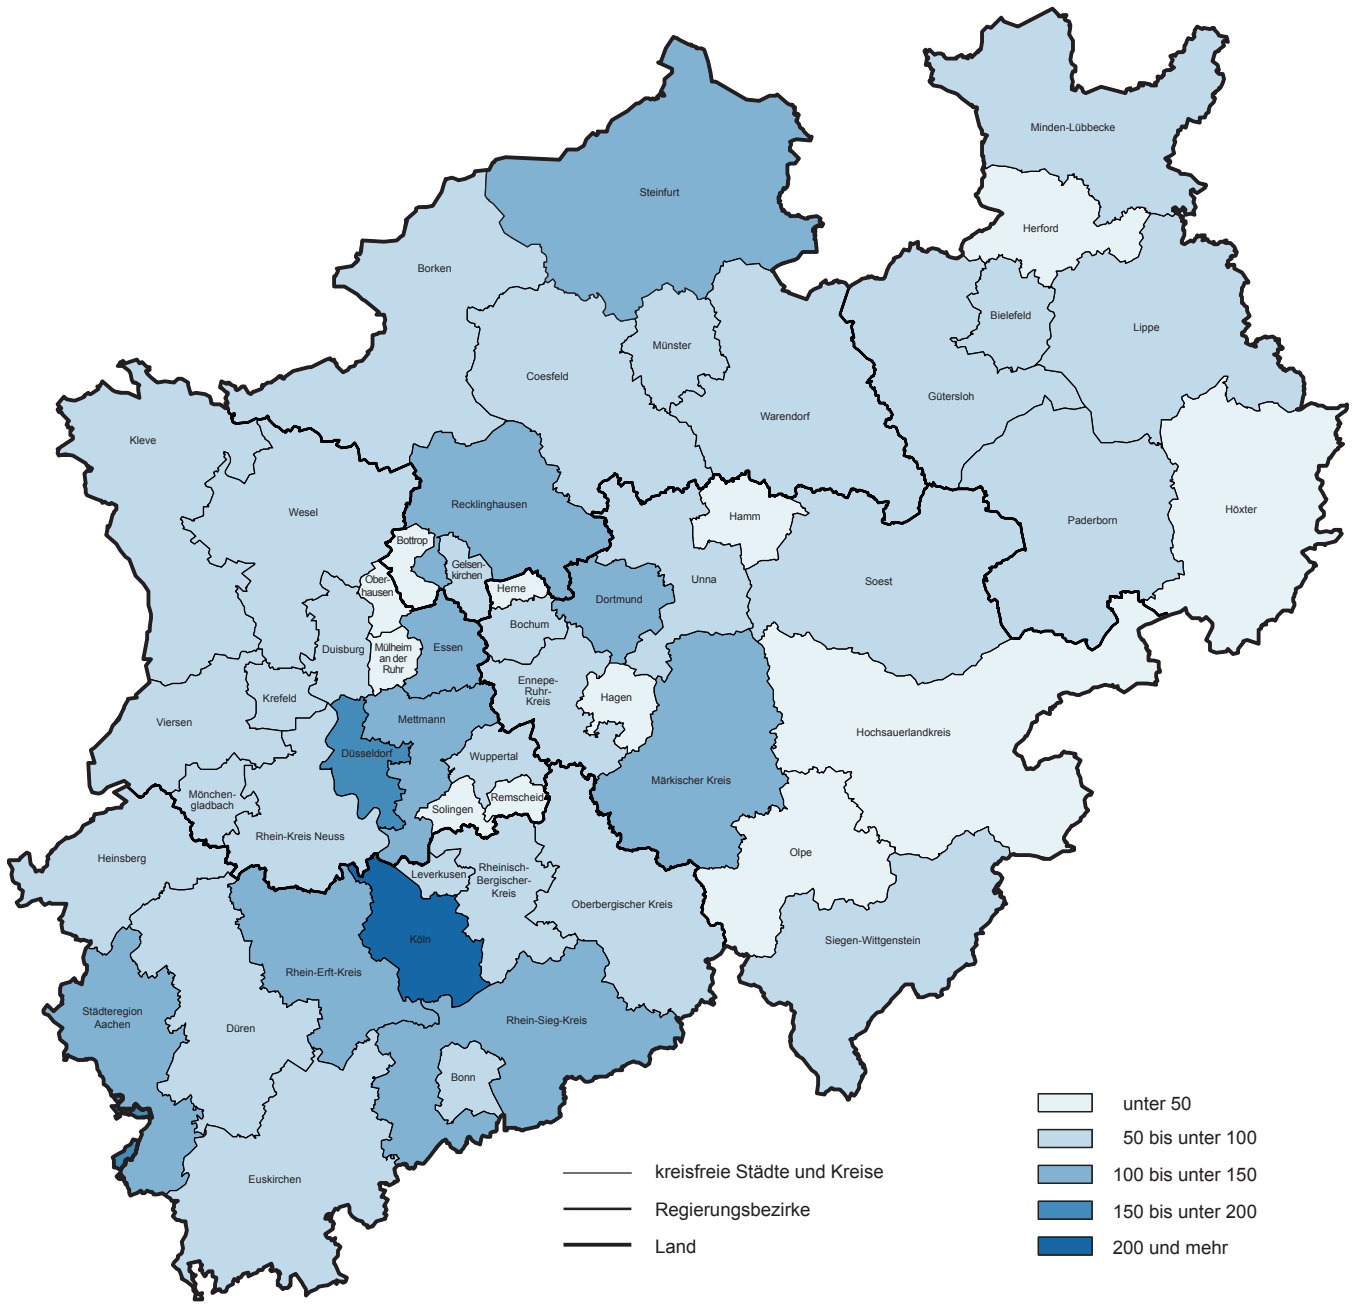 Minden-Lübbecke
Steinfurt
Herford
Borken
Bielefeld
Lippe
Münster
Coesfeld
Gütersloh
Warendorf
Kleve
Recklinghausen
Wesel
Höxter
Hamm
Paderborn
Bottrop
Gelsen-
kirchen
Ober-
hausen
Herne
Unna
Soest
Dortmund
Bochum
Duisburg
Mülheim
an der
Ruhr
Essen
Ennepe-
Ruhr-
Kreis
Hagen
Krefeld
Viersen
Mettmann
Hochsauerlandkreis
Düsseldorf
Wuppertal
Märkischer Kreis
Mönchen-
gladbach
Solingen
Remscheid
Rhein-Kreis Neuss
Heinsberg
Olpe
Leverkusen
Rheinisch-
Bergischer-
Kreis
Oberbergischer Kreis
Köln
Siegen-Wittgenstein
Rhein-Erft-Kreis
Städteregion
Aachen
Düren
Rhein-Sieg-Kreis
Bonn
Euskirchen
kreisfreie Städte und Kreise
Regierungsbezirke
Land
unter 50
50 bis unter 100
100 bis unter 150
150 bis unter 200
200 und mehr